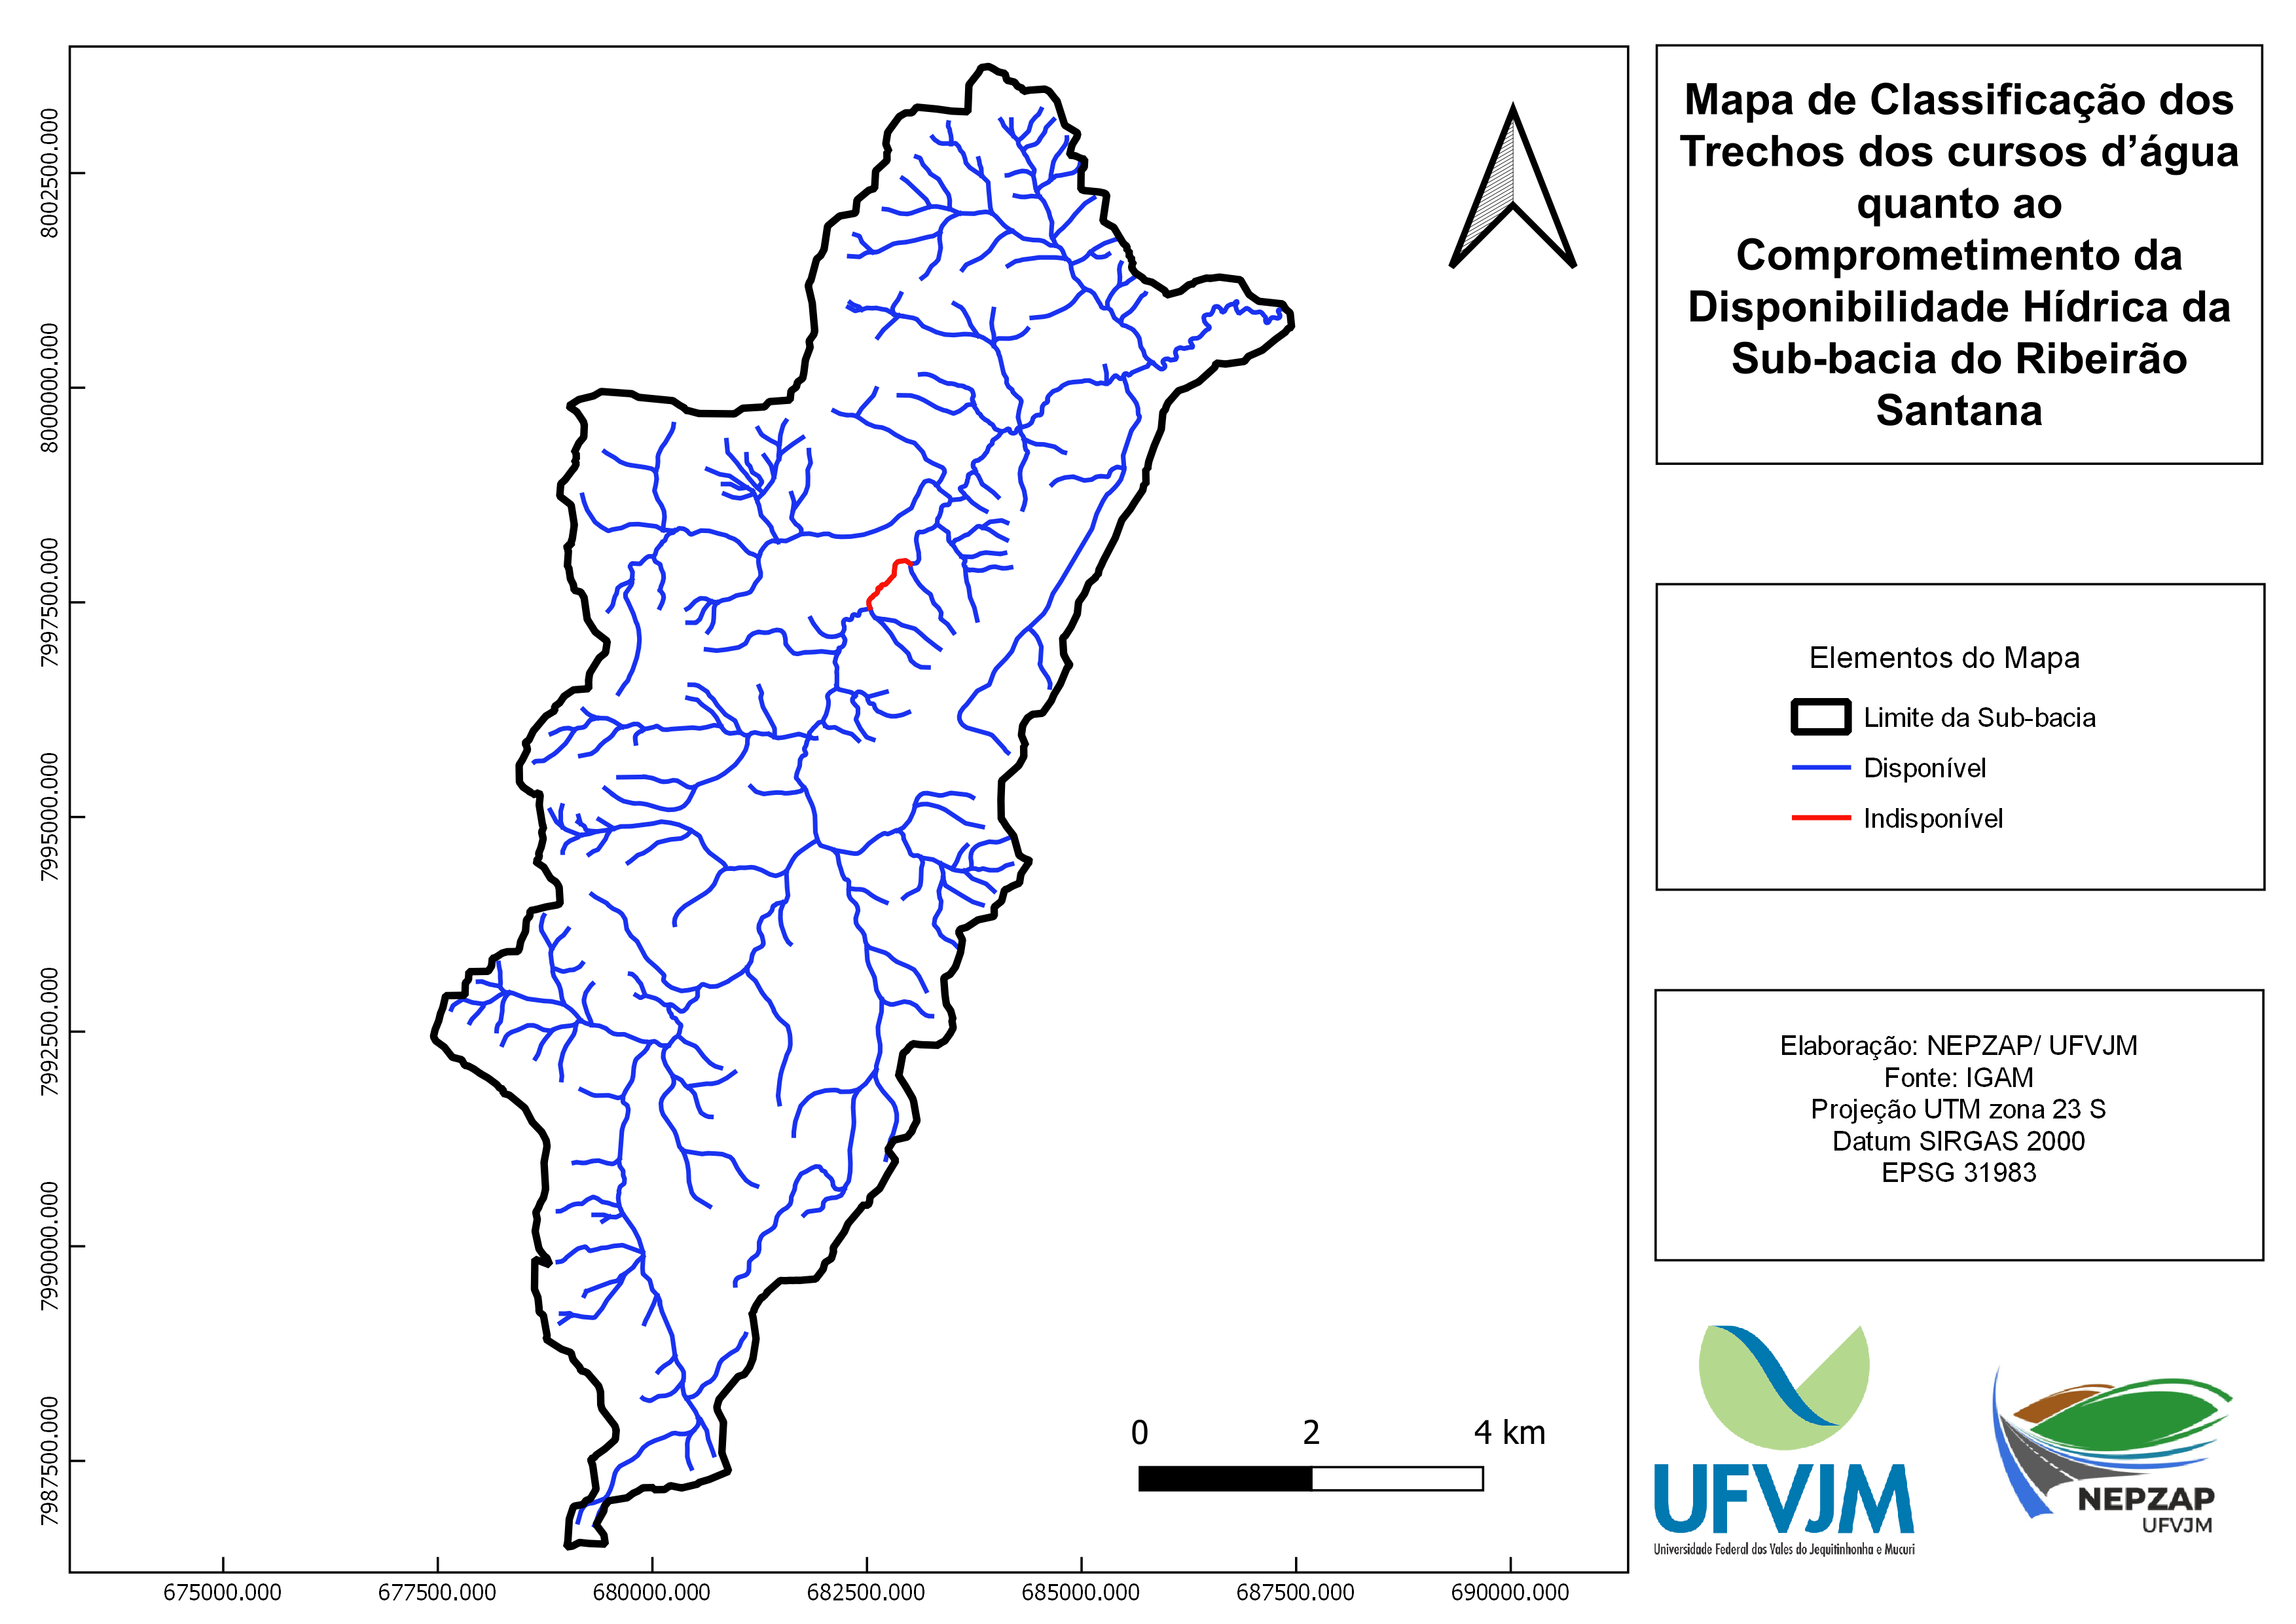 Mapa de Classificação dos
Trechos dos cursos d’água
quanto ao
Comprometimento da
Disponibilidade Hídrica da
Sub-bacia do Ribeirão
Santana
Elementos do Mapa
Limite da Sub-bacia
Disponível
Indisponível
Elaboração: NEPZAP/ UFVJM
Fonte: IGAM
Projeção UTM zona 23 S
Datum SIRGAS 2000
EPSG 31983
8002500.000
8000000.000
7997500.000
7995000.000
7992500.000
7990000.000
7987500.000
675000.000
677500.000
680000.000
682500.000
685000.000
687500.000
690000.000
0 2 4 km
UFVJM
Universidade Federal dos Vales do Jequitinhonha e Mucuri
NEPZAP
UFVJM